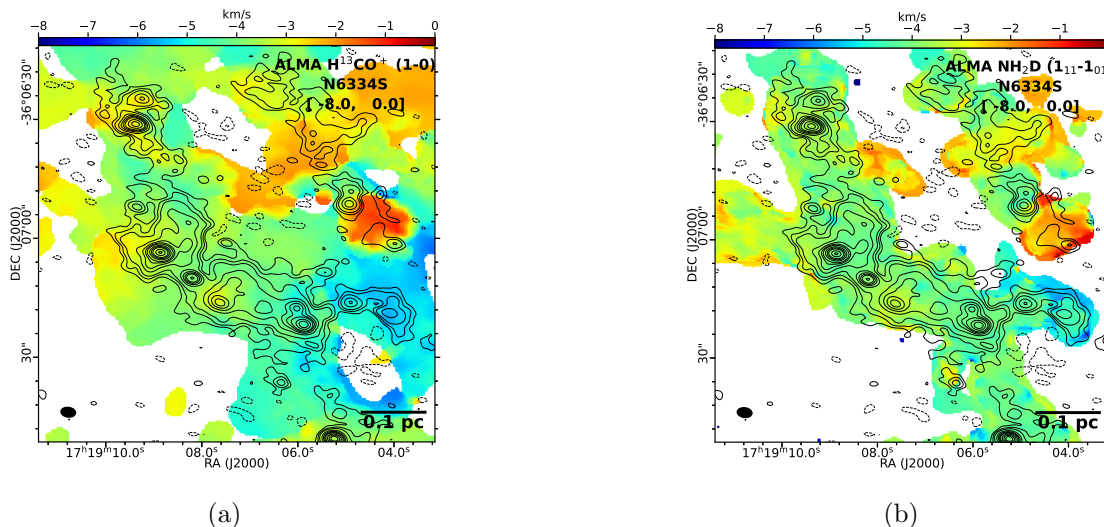 km/s
−8 −7 −6 −5 −4 −3 −2 −1 0
ALMA H¹³CO⁺ (1-0)
N6334S
[ -8.0, 0.0]
-36°06'30"
07'00"
30"
DEC (J2000)
0.1 pc
17ʰ19ᵐ10.0ˢ 08.0ˢ 06.0ˢ 04.0ˢ
RA (J2000)
(a)
km/s
−8 −7 −6 −5 −4 −3 −2 −1
ALMA NH₂D (1₁₁-1₀₁
N6334S
[ -8.0, 0.0]
-36°06'30"
07'00"
30"
DEC (J2000)
0.1 pc
17ʰ19ᵐ10.0ˢ 08.0ˢ 06.0ˢ 04.0ˢ
RA (J2000)
(b)